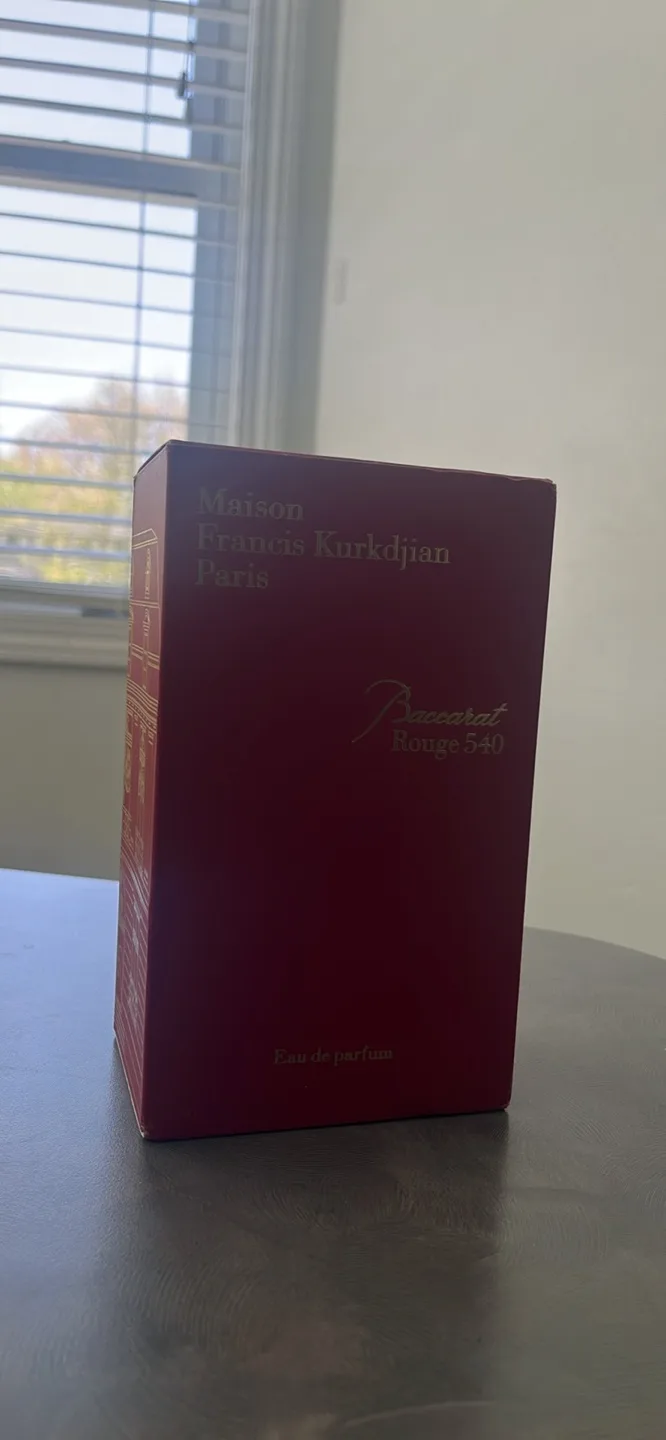 Maison
Francis Kurkdjian
Paris
Baccarat
Rouge 540
Eau de parfum